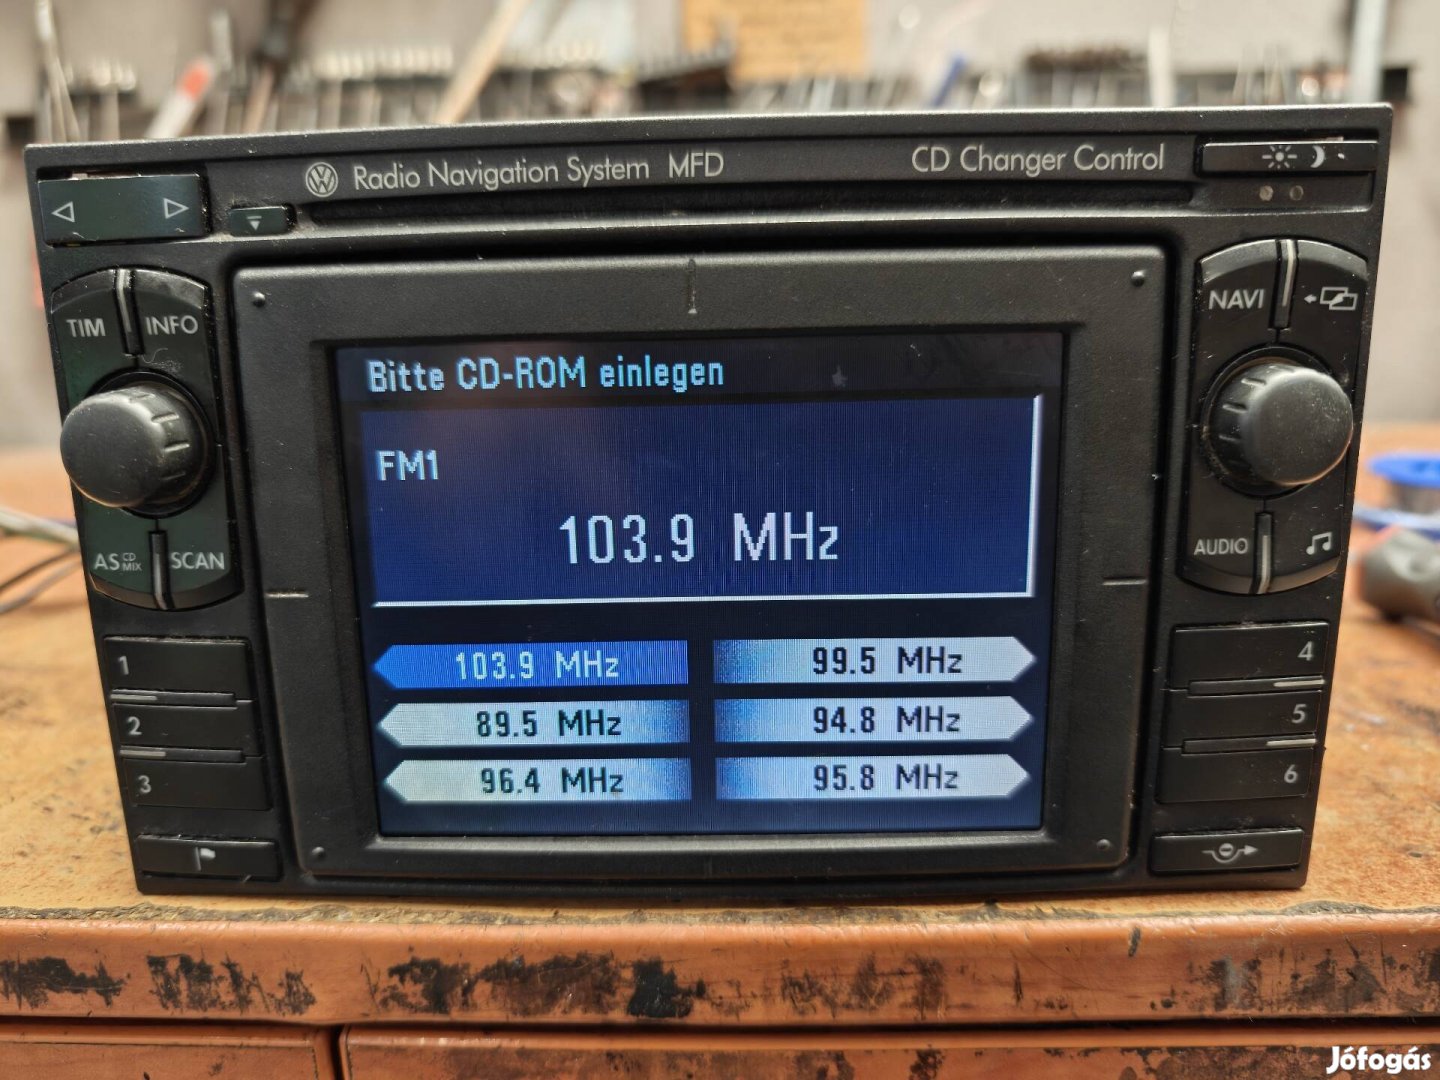 Radio Navigation System MFD
CD Changer Control
TIM
INFO
NAVI
AS CD MIX
SCAN
AUDIO
Bitte CD-ROM einlegen
FM1
103.9 MHz
103.9 MHz
99.5 MHz
89.5 MHz
94.8 MHz
96.4 MHz
95.8 MHz
1
2
3
4
5
6
Jófogás